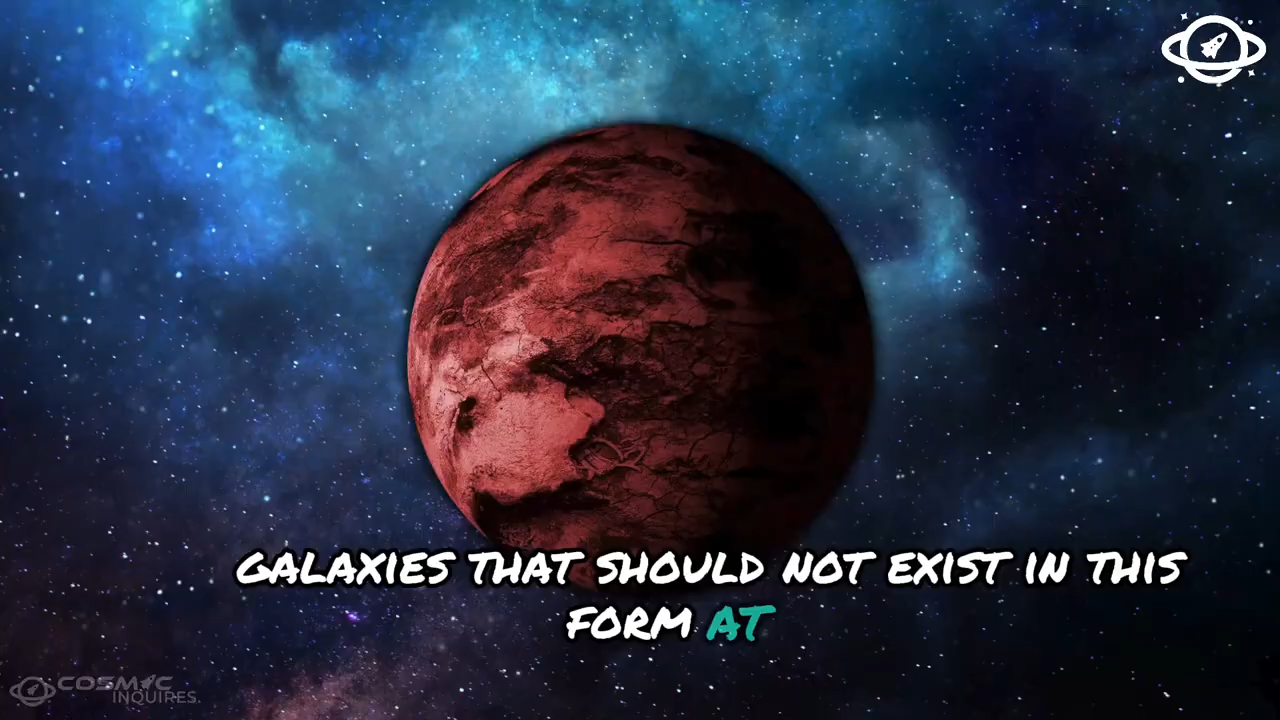 GALAXIES THAT SHOULD NOT EXIST IN THIS
FORM AT
COSMIC
INQUIRES